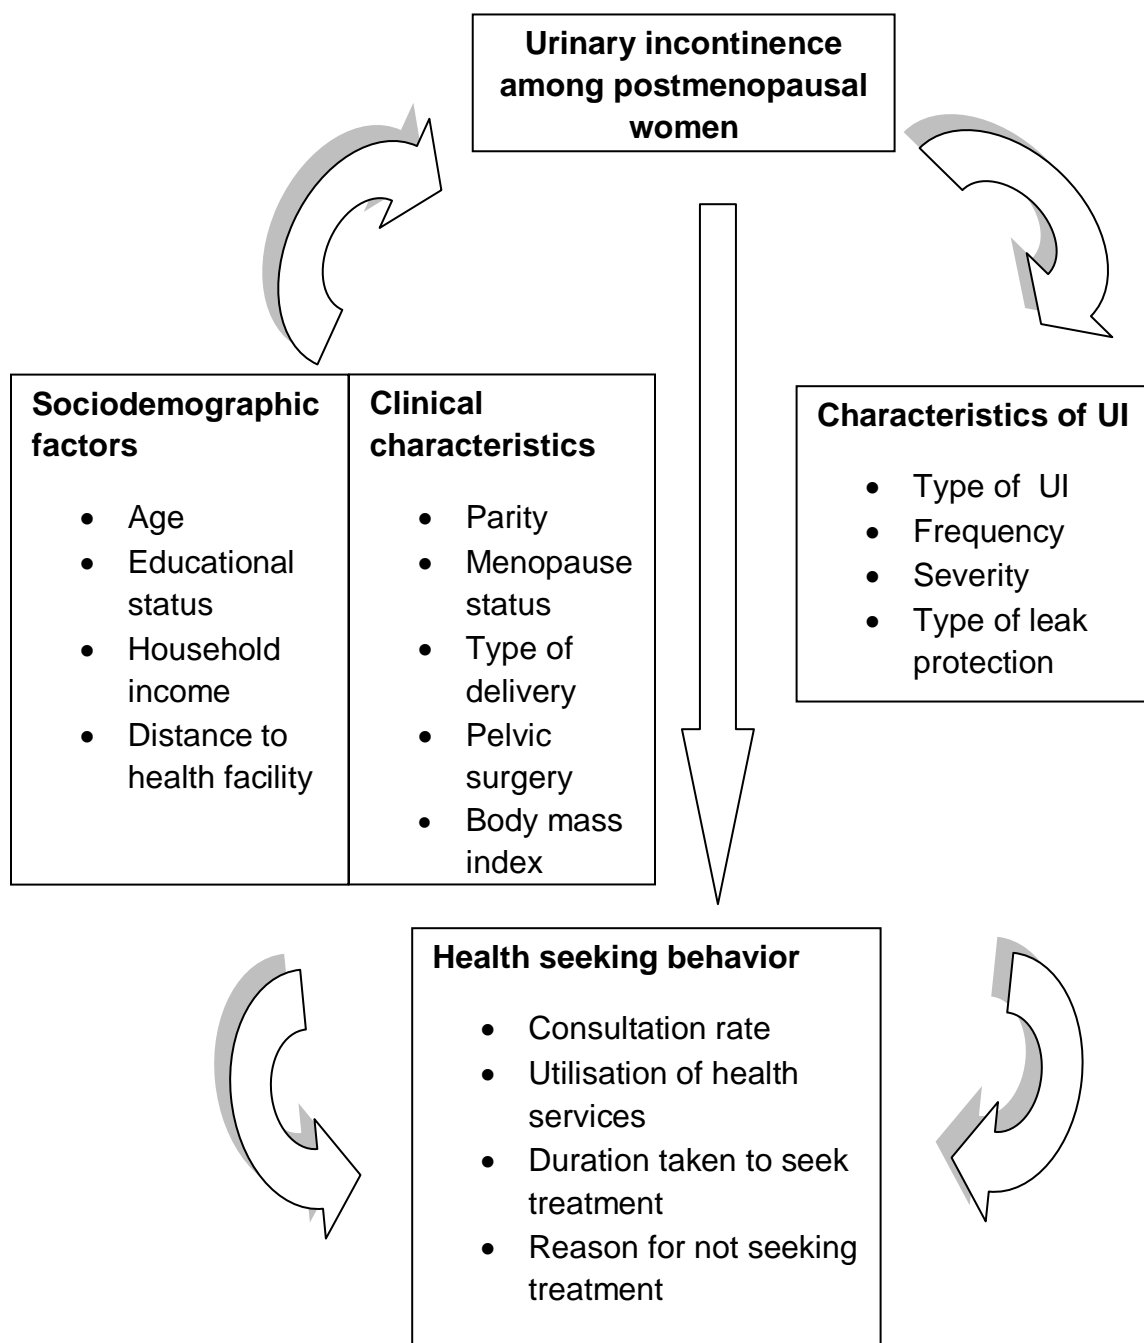 Urinary incontinence
among postmenopausal
women
Sociodemographic
factors
• Age
• Educational
status
• Household
income
• Distance to
health facility
Clinical
characteristics
• Parity
• Menopause
status
• Type of
delivery
• Pelvic
surgery
• Body mass
index
Characteristics of UI
• Type of  UI
• Frequency
• Severity
• Type of leak
protection
Health seeking behavior
• Consultation rate
• Utilisation of health
services
• Duration taken to seek
treatment
• Reason for not seeking
treatment